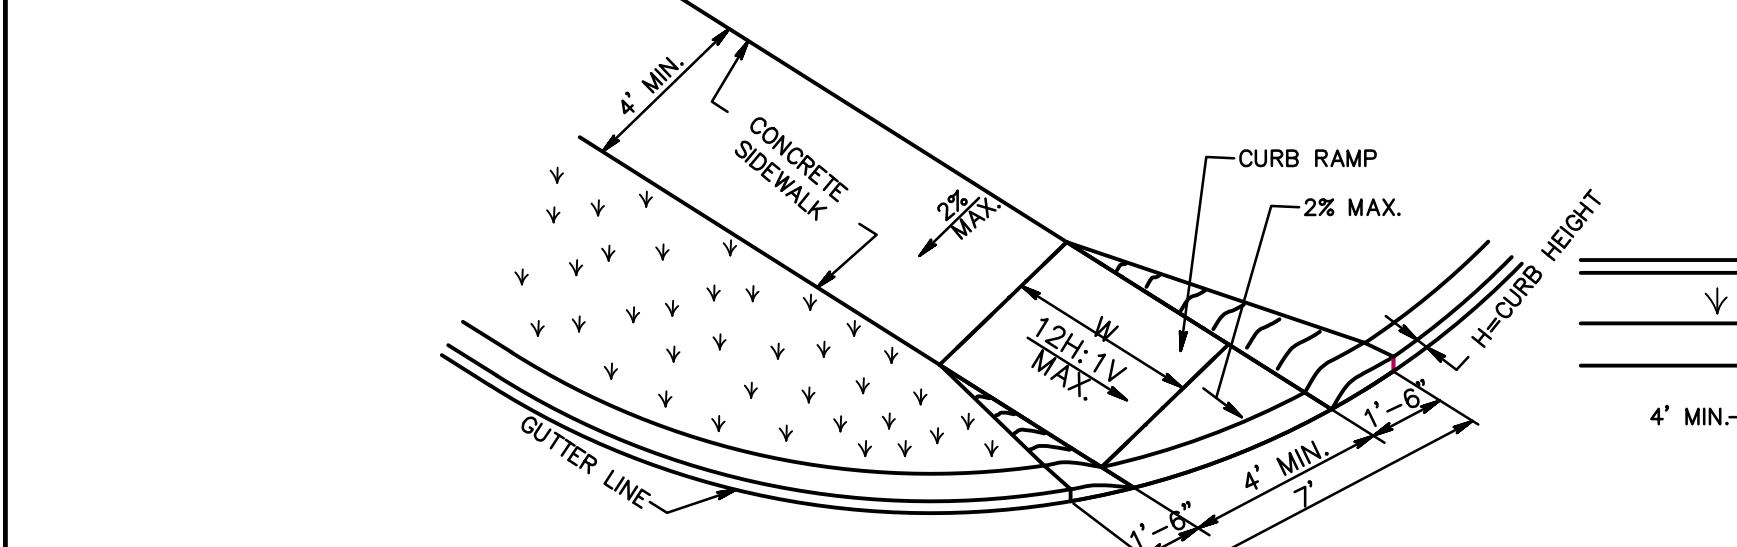 4' MIN.
CONCRETE
SIDEWALK
2%
MAX.
CURB RAMP
2% MAX.
H=CURB HEIGHT
W
12H:1V
MAX.
GUTTER LINE
1'-6"
4' MIN.
7'
1'-6"
4' MIN.